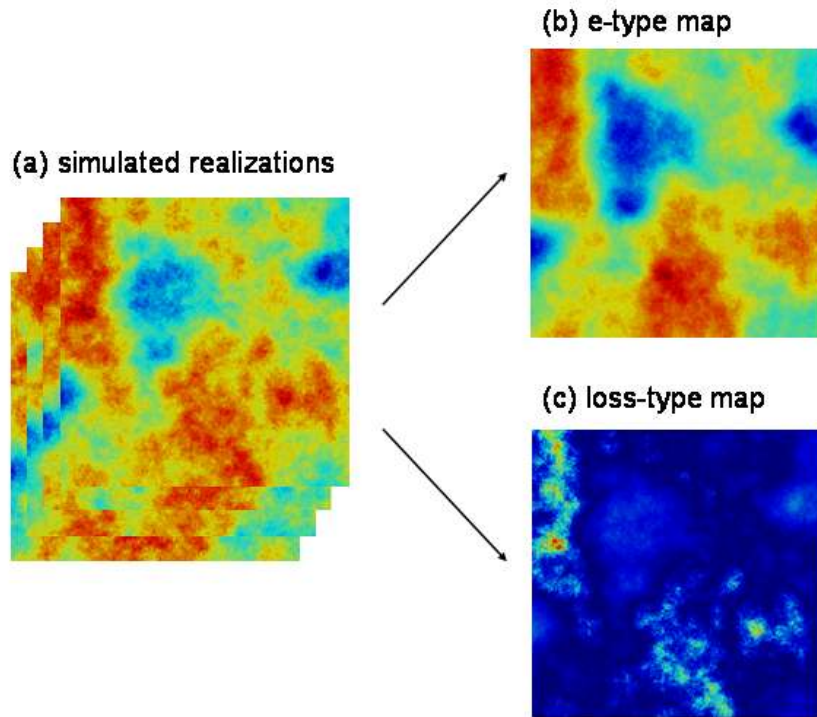 (b) e-type map
(a) simulated realizations
(c) loss-type map